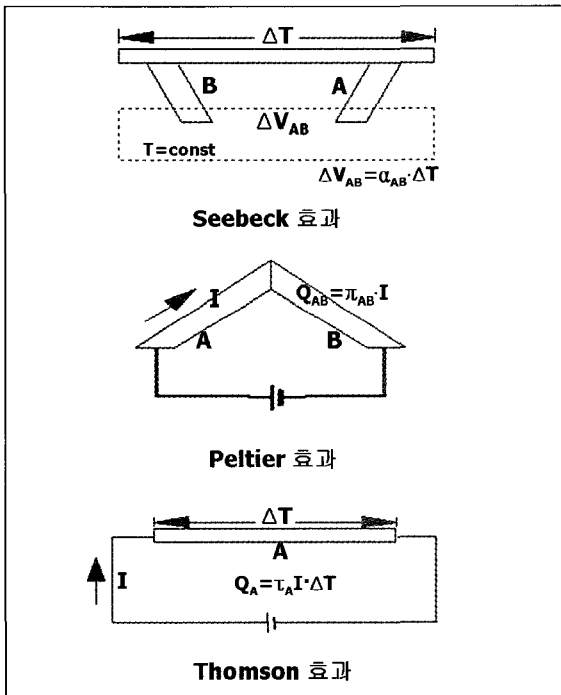 ΔT
B A
ΔV_AB
T=const
ΔV_AB=α_AB·ΔT
Seebeck 효과
I Q_AB=π_AB·I
A B
Peltier 효과
ΔT
A
I Q_A=τ_A I·ΔT
Thomson 효과